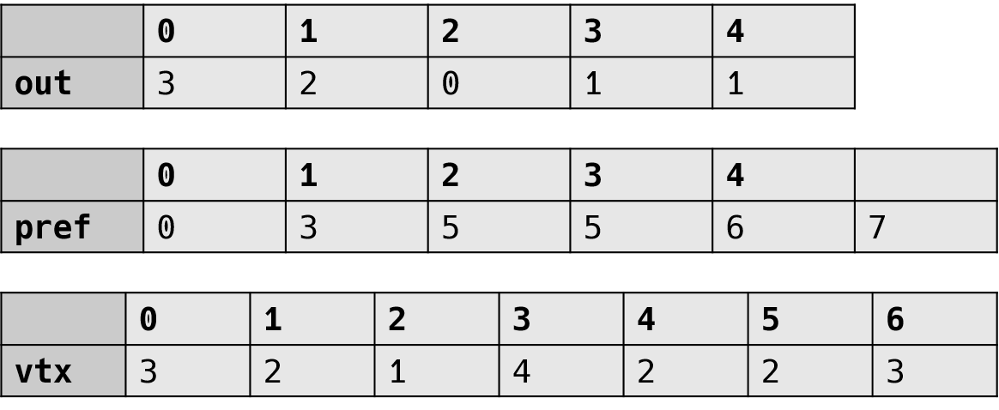 0 1 2 3 4
out 3 2 0 1 1
0 1 2 3 4
pref 0 3 5 5 6 7
0 1 2 3 4 5 6
vtx 3 2 1 4 2 2 3